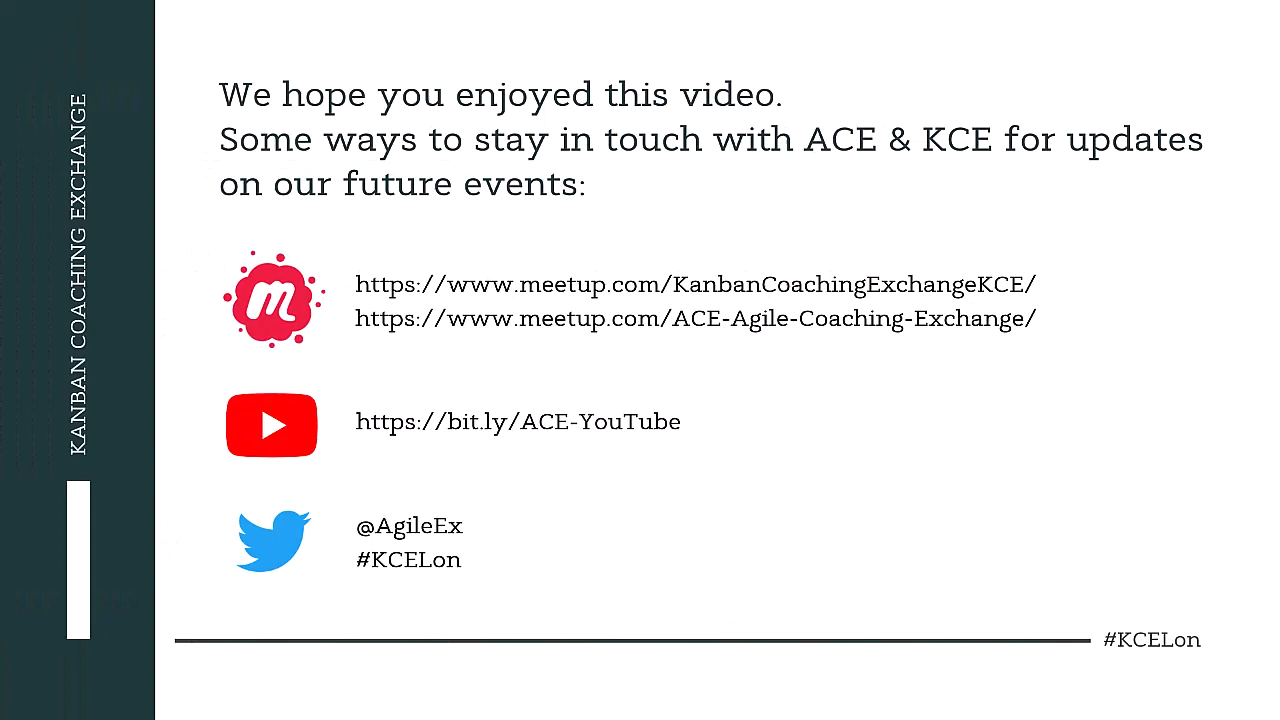 KANBAN COACHING EXCHANGE
We hope you enjoyed this video.
Some ways to stay in touch with ACE & KCE for updates
on our future events:
m
https://www.meetup.com/KanbanCoachingExchangeKCE/
https://www.meetup.com/ACE-Agile-Coaching-Exchange/
https://bit.ly/ACE-YouTube
@AgileEx
#KCELon
#KCELon